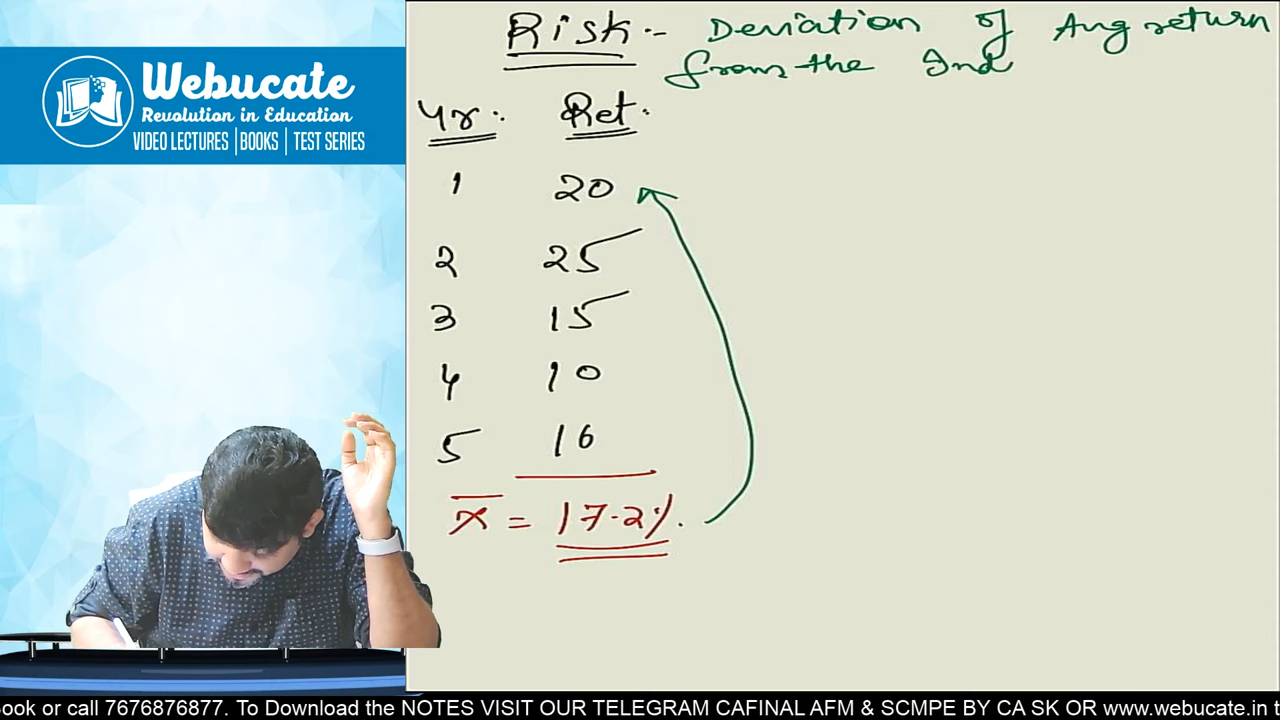 Webucate
Revolution in Education
VIDEO LECTURES | BOOKS | TEST SERIES
Risk:- Deviation of Avg return
from the Ind
Yr: Ret:
1 20
2 25
3 15
4 10
5 16
x̅ = 17.2%.
ook or call 7676876877. To Download the NOTES VISIT OUR TELEGRAM CAFINAL AFM & SCMPE BY CA SK OR www.webucate.in t